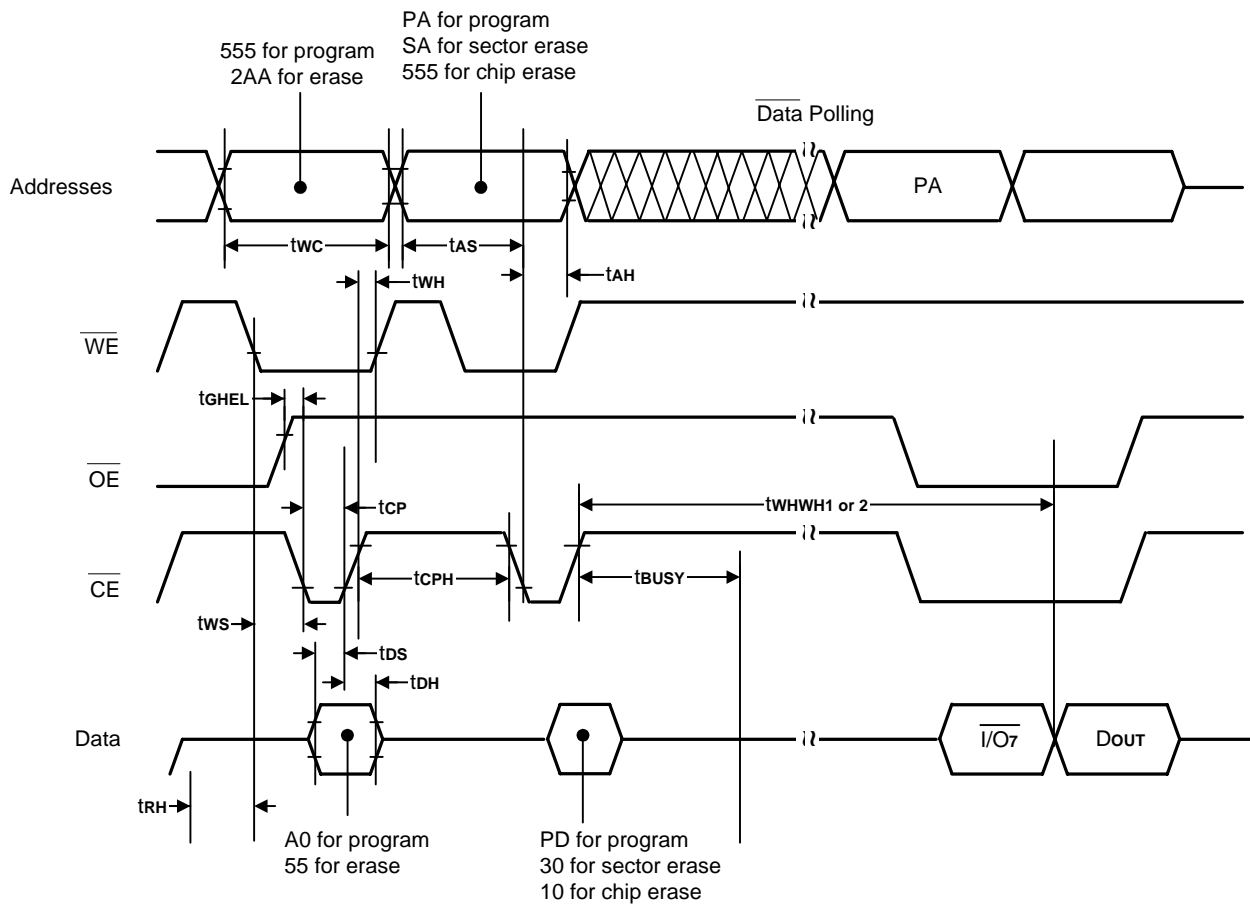 555 for program
2AA for erase
PA for program
SA for sector erase
555 for chip erase
Data Polling
Addresses
PA
tWC
tAS
tAH
tWH
WE
tGHEL
OE
tCP
tWHWH1 or 2
CE
tCPH
tBUSY
tWS
tDS
tDH
Data
I/O7
DOUT
tRH
A0 for program
55 for erase
PD for program
30 for sector erase
10 for chip erase